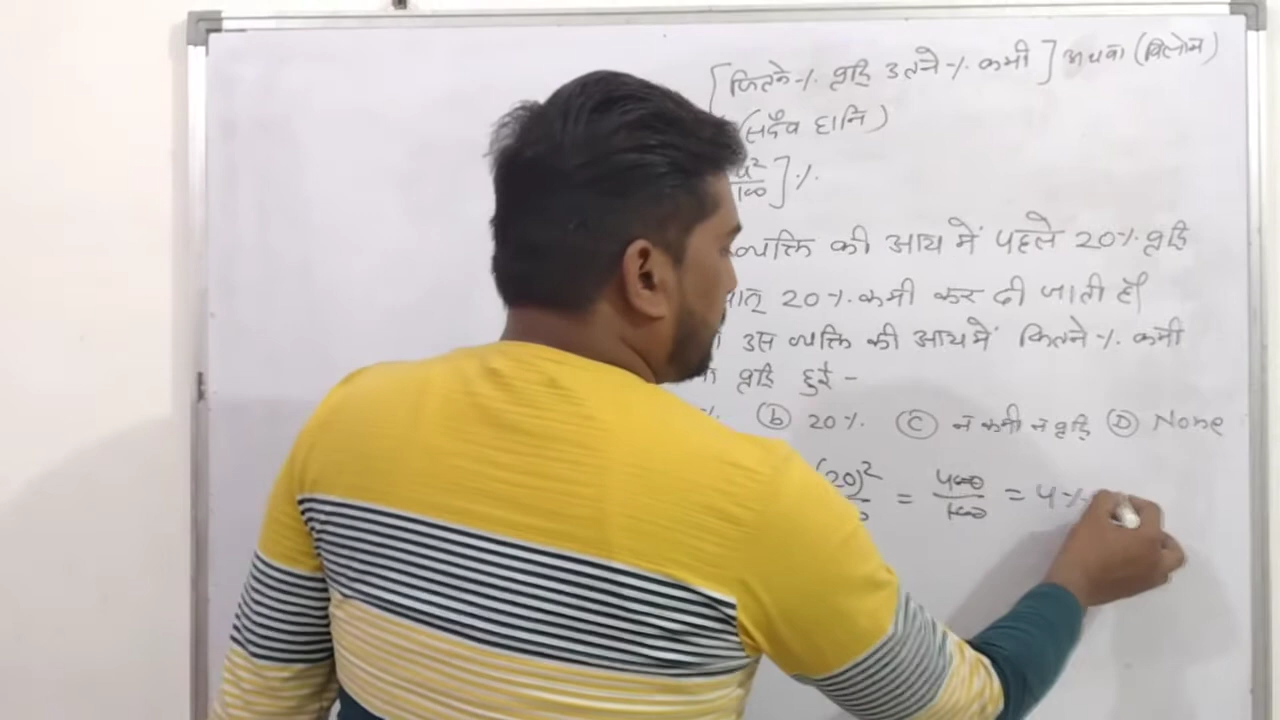 [जितने % वृद्धि उतने % कमी] अथवा (विलोम)
(सदैव हानि)
100]%
व्यक्ति की आय में पहले 20% वृद्धि
20% कमी कर दी जाती है
उस व्यक्ति की आय में कितने % कमी
वृद्धि हुई -
% (b) 20% (C) न कमी न वृद्धि (D) None
(20)² = 400/100 = 4%